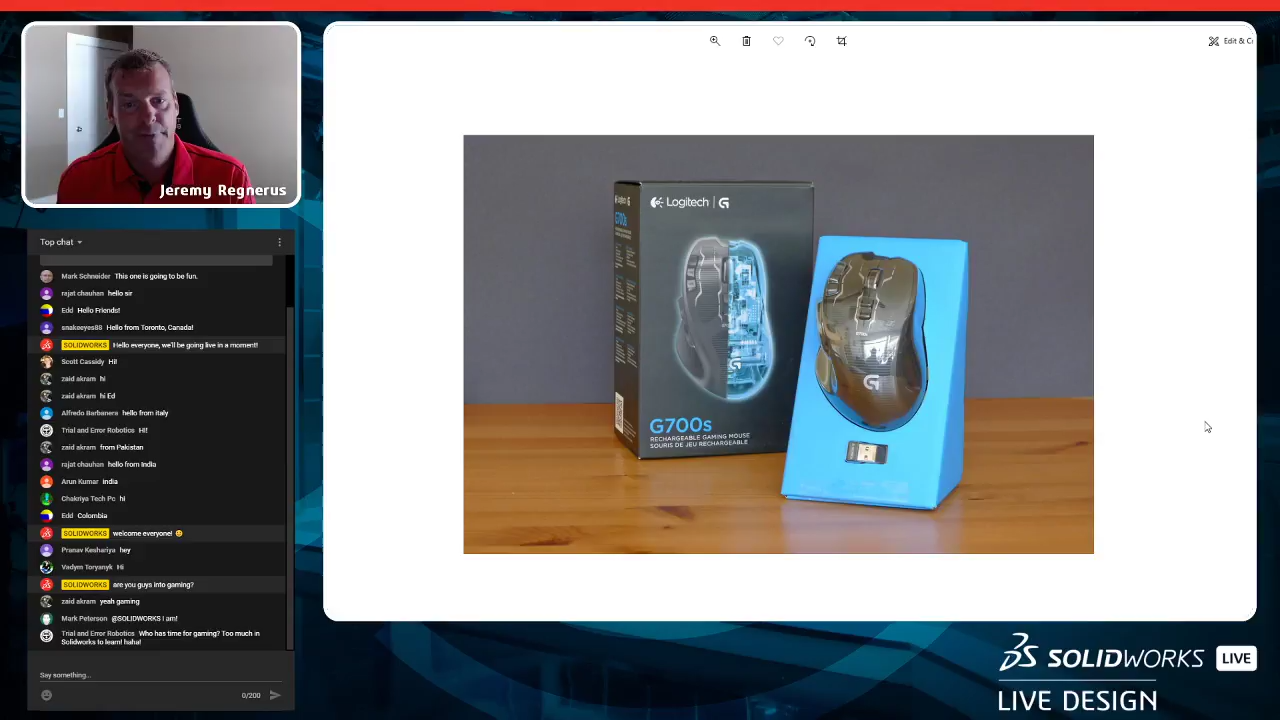 Edit & C
Jeremy Regnerus
Top chat
Mark Schneider This one is going to be fun.
rajat chauhan hello sir
Edd Hello Friends!
snakeeyes88 Hello from Toronto, Canada!
SOLIDWORKS Hello everyone, we'll be going live in a moment!
Scott Cassidy Hi!
zaid akram hi
zaid akram hi Ed
Alfredo Barbanera hello from italy
Trial and Error Robotics Hi!
zaid akram from Pakistan
rajat chauhan hello from India
Arun Kumar india
Chakriya Tech Pc hi
Edd Colombia
SOLIDWORKS welcome everyone!
Pranav Keshariya hey
Vadym Toryanyk Hi
SOLIDWORKS are you guys into gaming?
zaid akram yeah gaming
Mark Peterson @SOLIDWORKS I am!
Trial and Error Robotics Who has time for gaming? Too much in
Solidworks to learn! haha!
Say something...
0/200
Logitech | G
G700s
G700s
RECHARGEABLE GAMING MOUSE
SOURIS DE JEU RECHARGEABLE
G
SOLIDWORKS LIVE
LIVE DESIGN